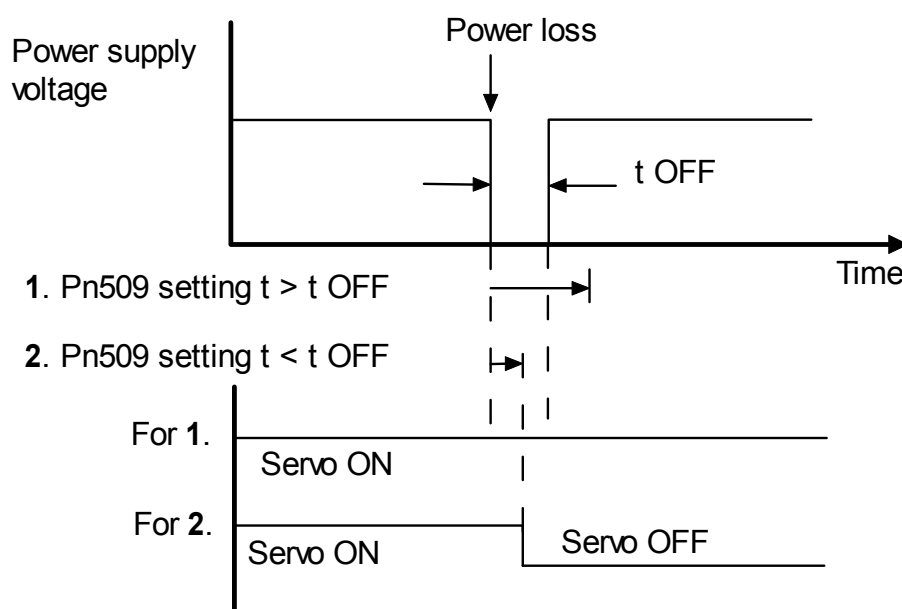 Power loss
Power supply
voltage
t OFF
Time
1. Pn509 setting t > t OFF
2. Pn509 setting t < t OFF
For 1.
Servo ON
For 2.
Servo ON
Servo OFF